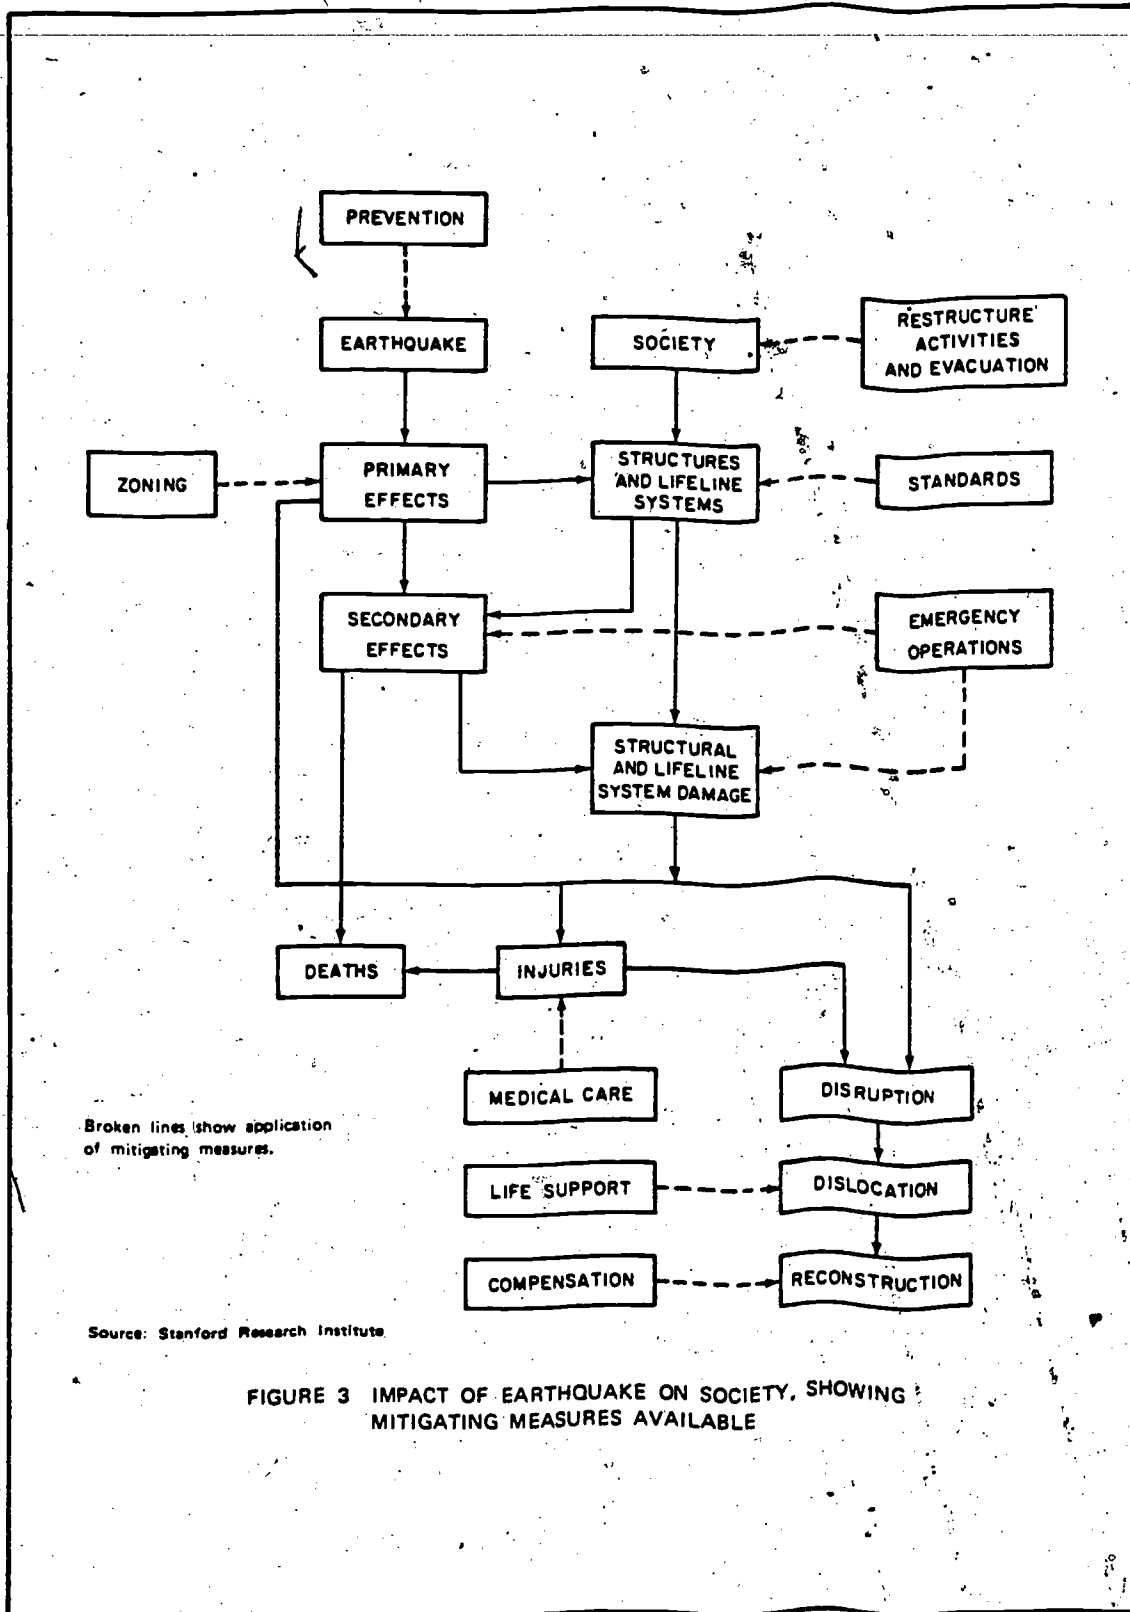 PREVENTION
EARTHQUAKE
SOCIETY
RESTRUCTURE
ACTIVITIES
AND EVACUATION
ZONING
PRIMARY
EFFECTS
STRUCTURES
AND LIFELINE
SYSTEMS
STANDARDS
SECONDARY
EFFECTS
EMERGENCY
OPERATIONS
STRUCTURAL
AND LIFELINE
SYSTEM DAMAGE
DEATHS
INJURIES
MEDICAL CARE
DISRUPTION
Broken lines show application
of mitigating measures.
LIFE SUPPORT
DISLOCATION
COMPENSATION
RECONSTRUCTION
Source: Stanford Research Institute
FIGURE 3 IMPACT OF EARTHQUAKE ON SOCIETY, SHOWING
MITIGATING MEASURES AVAILABLE